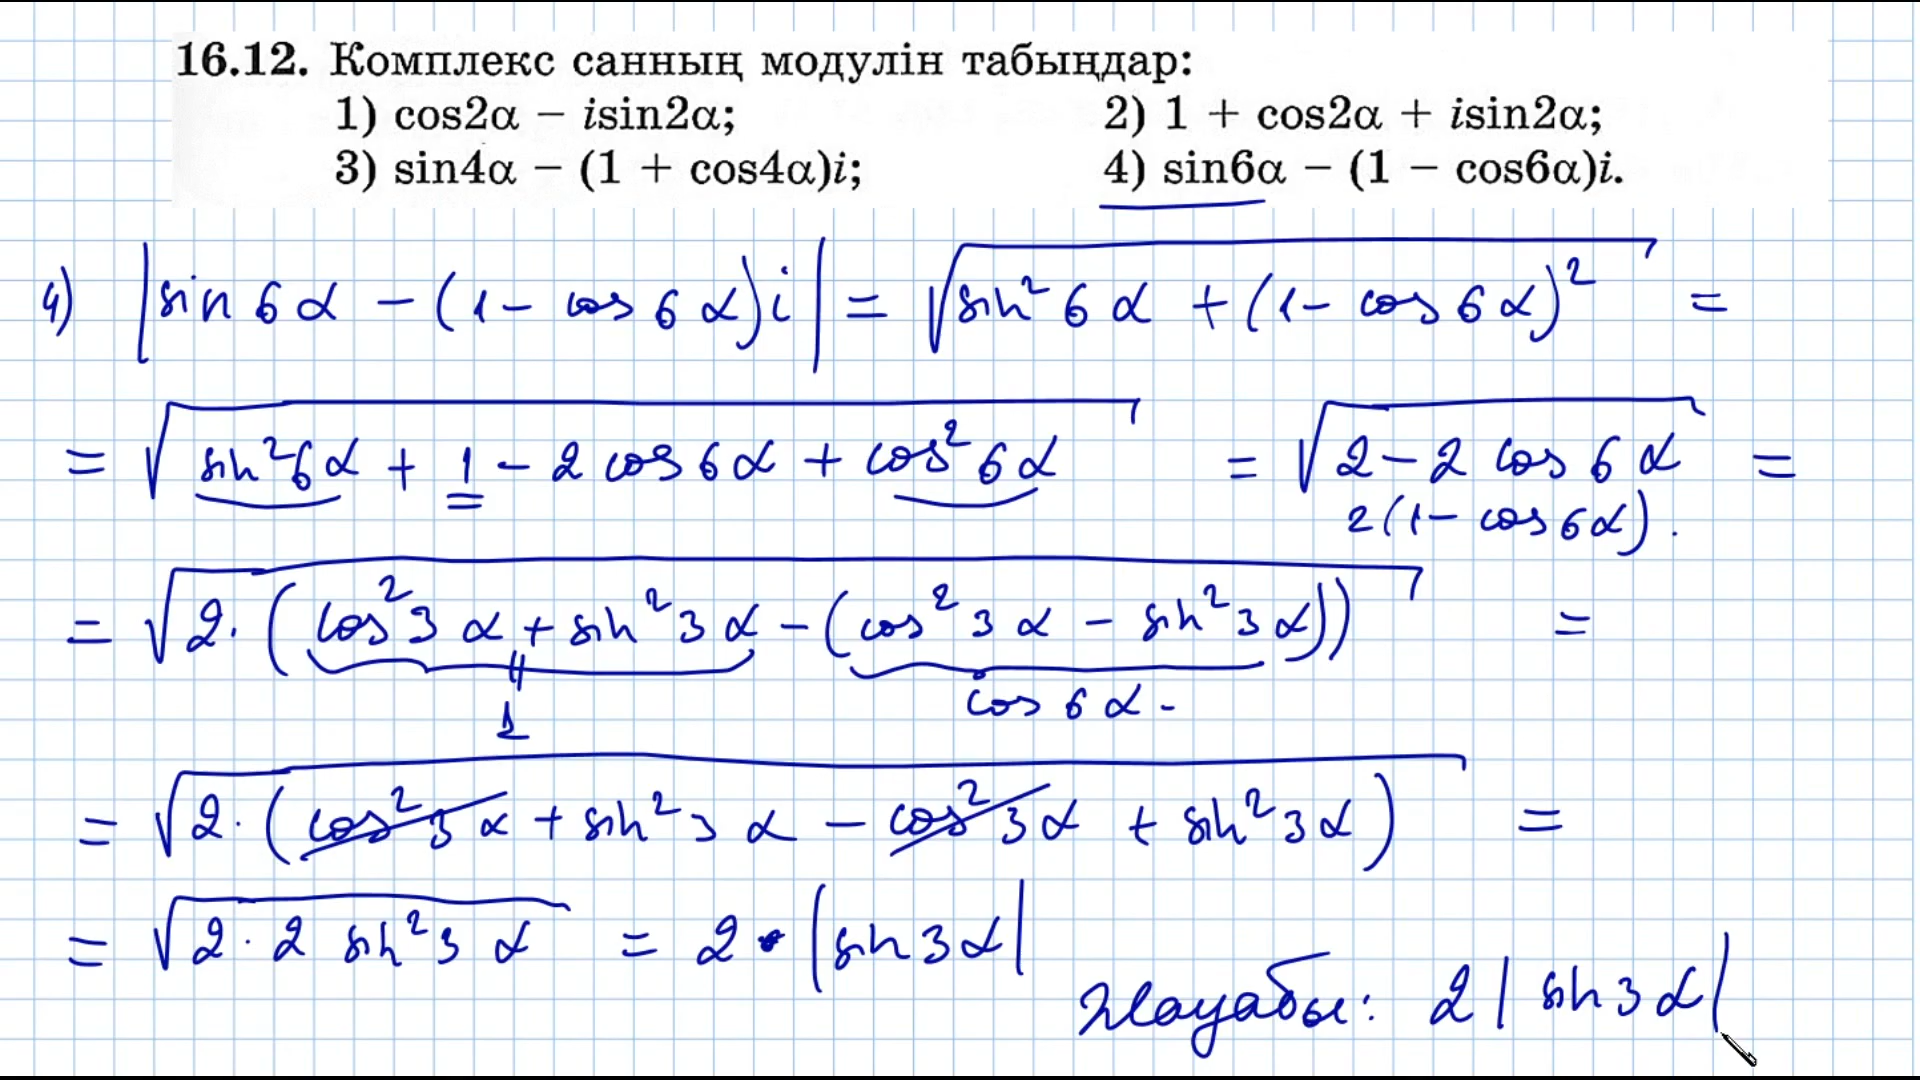 16.12. Комплекс санның модулін табыңдар:
1) cos2α − isin2α; 2) 1 + cos2α + isin2α;
3) sin4α − (1 + cos4α)i; 4) sin6α − (1 − cos6α)i.
4) |sin 6α − (1 − cos 6α)i| = √(sin² 6α + (1 − cos 6α)²) =
= √(sin² 6α + 1 − 2 cos 6α + cos² 6α) = √(2 − 2 cos 6α) =
2(1 − cos 6α).
= √(2·(cos² 3α + sin² 3α − (cos² 3α − sin² 3α))) =
1 cos 6α
= √(2·(cos² 3α + sin² 3α − cos² 3α + sin² 3α)) =
= √(2·2 sin² 3α) = 2·|sin 3α|
Жауабы: 2|sin 3α|